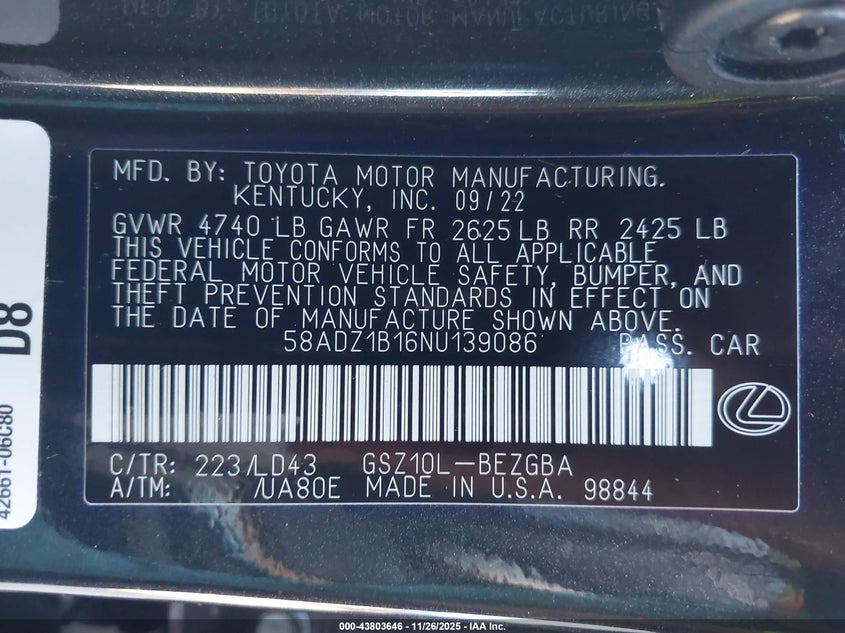 MFD. BY: TOYOTA MOTOR MANUFACTURING,
KENTUCKY, INC. 09/22
GVWR 4740 LB GAWR FR 2625 LB RR 2425 LB
THIS VEHICLE CONFORMS TO ALL APPLICABLE
FEDERAL MOTOR VEHICLE SAFETY, BUMPER, AND
THEFT PREVENTION STANDARDS IN EFFECT ON
THE DATE OF MANUFACTURE SHOWN ABOVE.
58ADZ1B16NU139086 PASS. CAR
C/TR: 223/LD43 GSZ10L-BEZGBA
A/TM: /UA80E MADE IN U.S.A. 98844
D8
42661-06C80
000-43803646 - 11/26/2025 - IAA Inc.